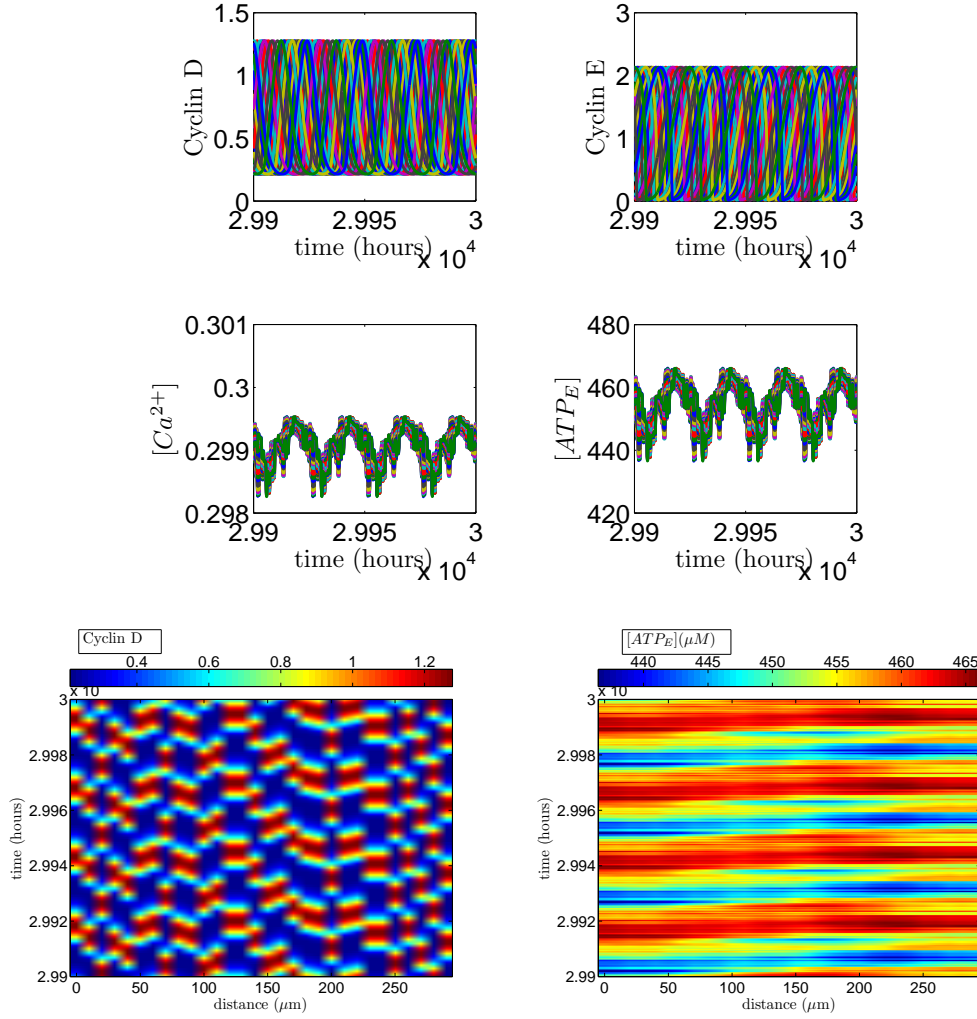 1.5
1
0.5
0
Cyclin D
2.99 2.995 3
time (hours)
x 10^4
3
2
1
0
Cyclin E
2.99 2.995 3
time (hours)
x 10^4
0.301
0.3
0.299
0.298
[Ca^{2+}]
2.99 2.995 3
time (hours)
x 10^4
480
460
440
420
[ATP_E]
2.99 2.995 3
time (hours)
x 10^4
Cyclin D
0.4 0.6 0.8 1 1.2
x 10
3
2.998
2.996
2.994
2.992
2.99
time (hours)
0 50 100 150 200 250
distance (μm)
[ATP_E](μM)
440 445 450 455 460 465
x 10
3
2.998
2.996
2.994
2.992
2.99
time (hours)
0 50 100 150 200 250
distance (μm)